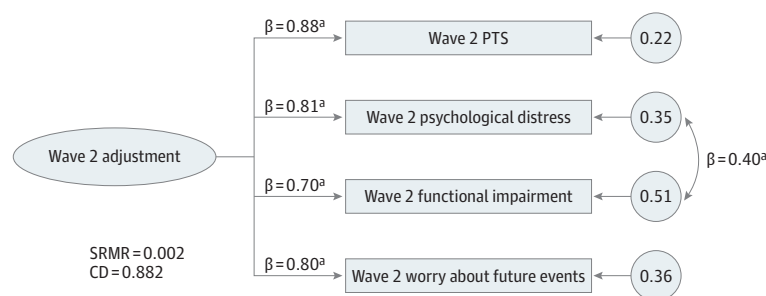 β=0.88ᵃ
Wave 2 PTS
0.22
β=0.81ᵃ
Wave 2 psychological distress
0.35
Wave 2 adjustment
β=0.40ᵃ
β=0.70ᵃ
Wave 2 functional impairment
0.51
SRMR=0.002
CD=0.882
β=0.80ᵃ
Wave 2 worry about future events
0.36